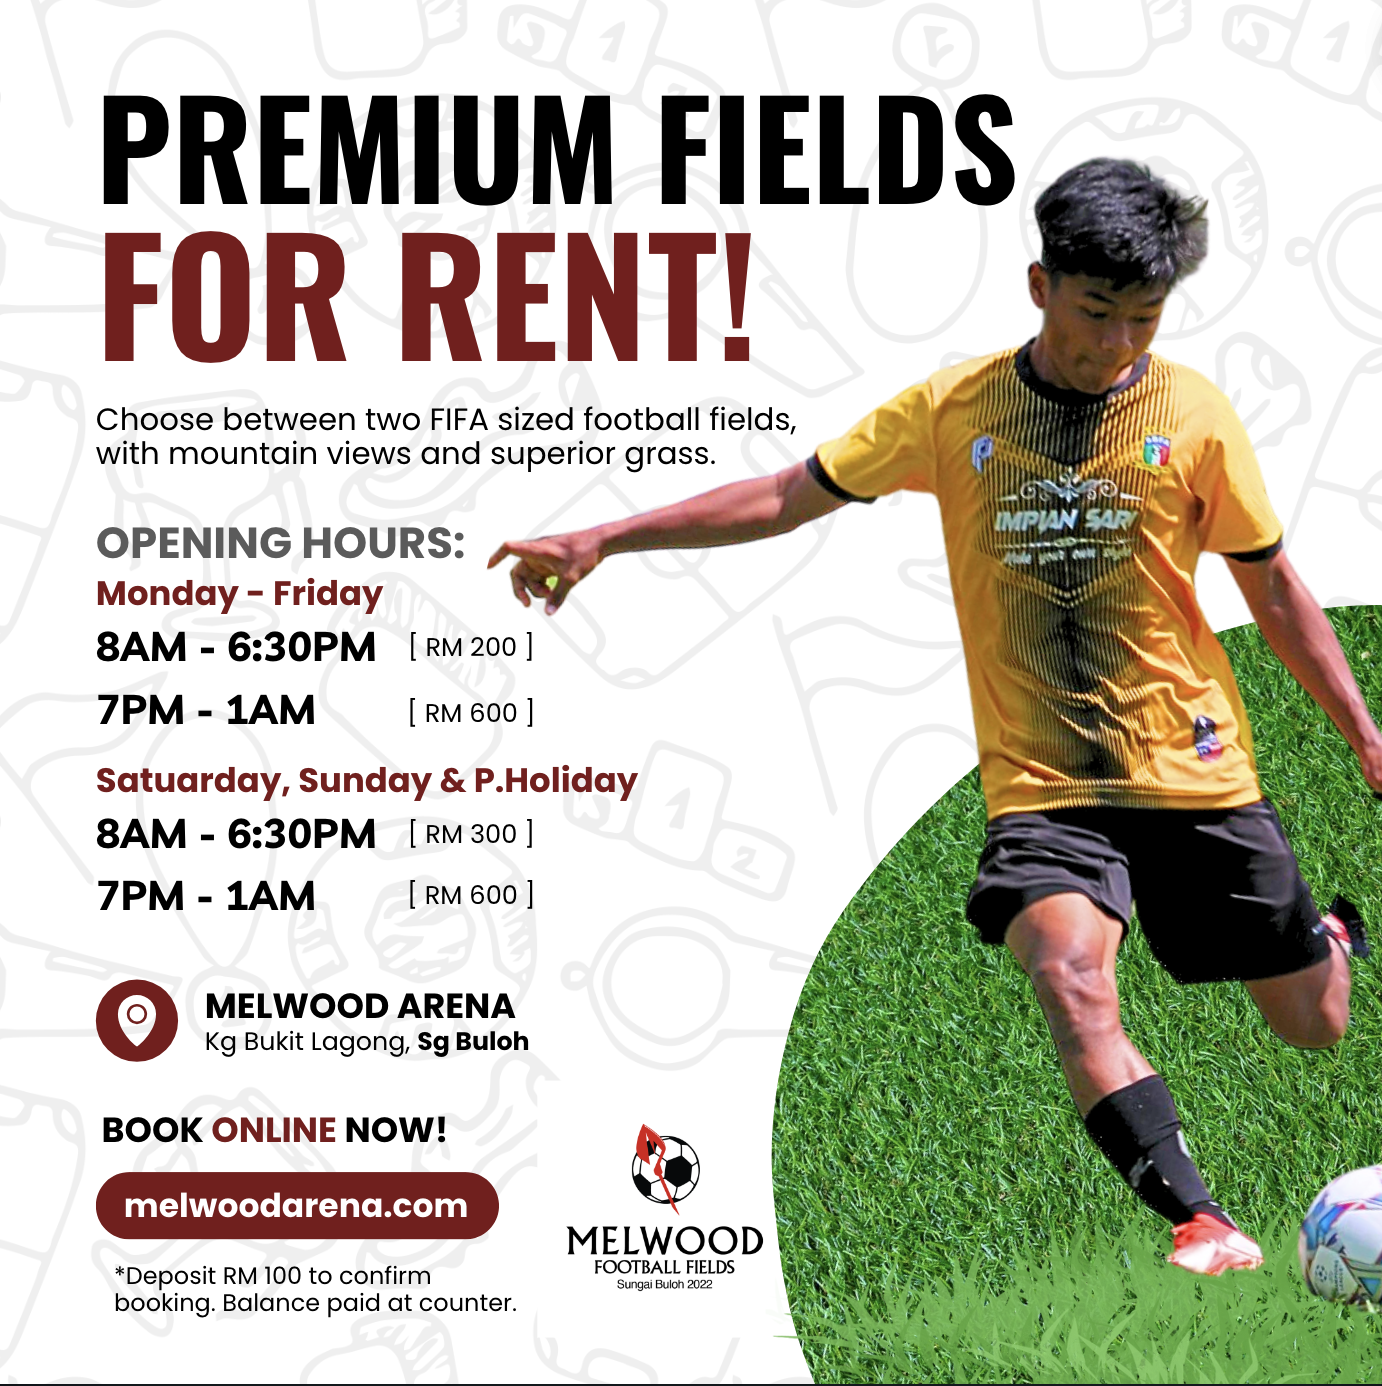 PREMIUM FIELDS
FOR RENT!
Choose between two FIFA sized football fields,
with mountain views and superior grass.
OPENING HOURS:
Monday - Friday
8AM - 6:30PM [ RM 200 ]
7PM - 1AM [ RM 600 ]
Satuarday, Sunday & P.Holiday
8AM - 6:30PM [ RM 300 ]
7PM - 1AM [ RM 600 ]
MELWOOD ARENA
Kg Bukit Lagong, Sg Buloh
BOOK ONLINE NOW!
melwoodarena.com
*Deposit RM 100 to confirm
booking. Balance paid at counter.
MELWOOD
FOOTBALL FIELDS
Sungai Buloh 2022
IMPIAN SARI